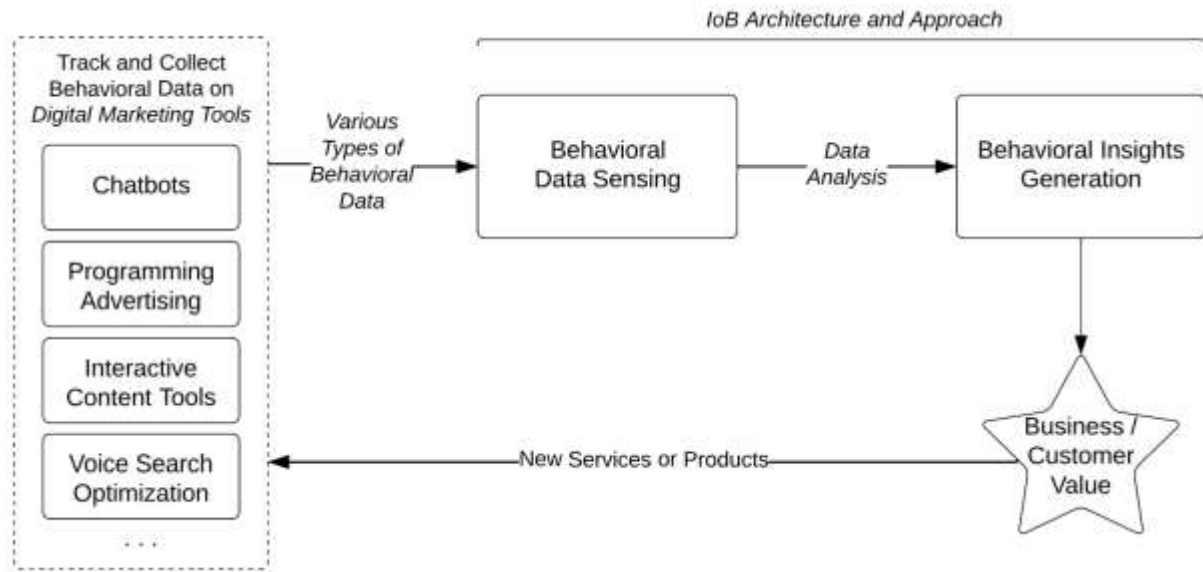 IoB Architecture and Approach
Track and Collect
Behavioral Data on
Digital Marketing Tools
Chatbots
Programming
Advertising
Interactive
Content Tools
Voice Search
Optimization
. . .
Various
Types of
Behavioral
Data
Behavioral
Data Sensing
Data
Analysis
Behavioral Insights
Generation
Business /
Customer
Value
New Services or Products